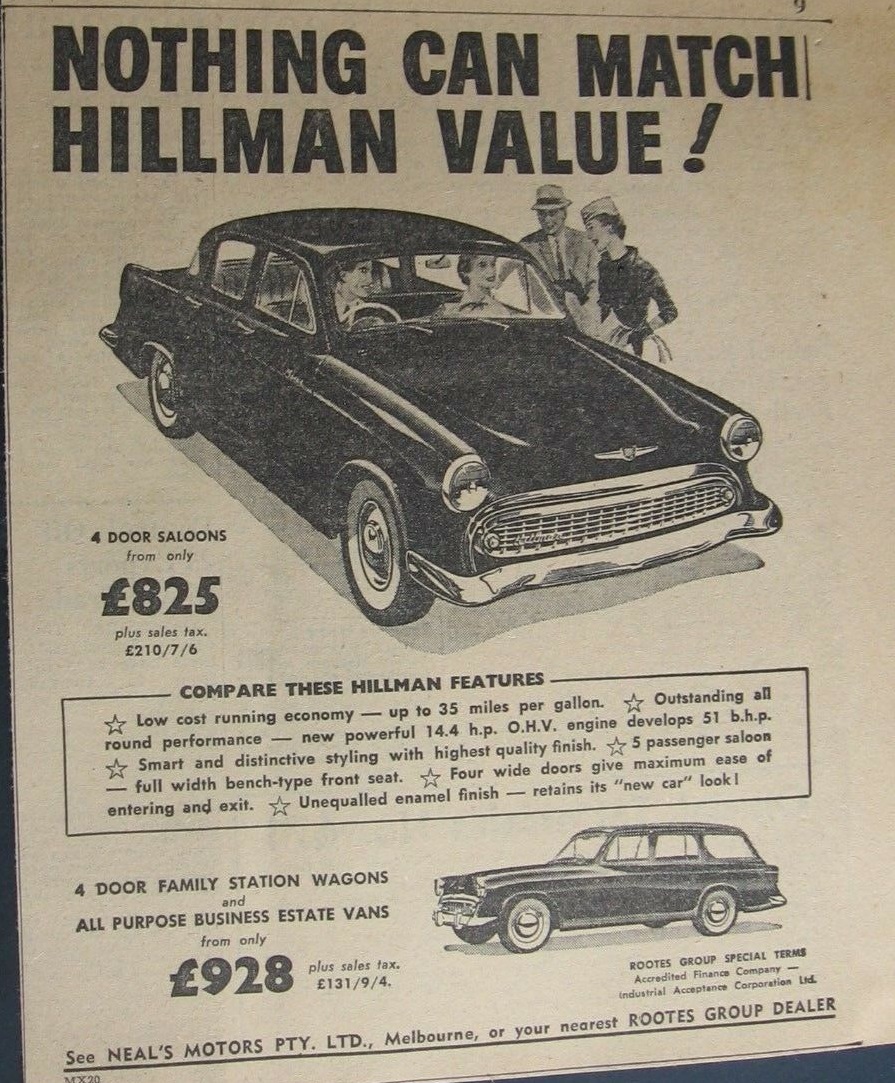 9
NOTHING CAN MATCH
HILLMAN VALUE!
4 DOOR SALOONS
from only
£825
plus sales tax.
£210/7/6
COMPARE THESE HILLMAN FEATURES
☆ Low cost running economy — up to 35 miles per gallon. ☆ Outstanding all
round performance — new powerful 14.4 h.p. O.H.V. engine develops 51 b.h.p.
☆ Smart and distinctive styling with highest quality finish. ☆ 5 passenger saloon
— full width bench-type front seat. ☆ Four wide doors give maximum ease of
entering and exit. ☆ Unequalled enamel finish — retains its "new car" look!
4 DOOR FAMILY STATION WAGONS
and
ALL PURPOSE BUSINESS ESTATE VANS
from only
£928
plus sales tax.
£131/9/4.
ROOTES GROUP SPECIAL TERMS
Accredited Finance Company —
Industrial Acceptance Corporation Ltd.
See NEAL'S MOTORS PTY. LTD., Melbourne, or your nearest ROOTES GROUP DEALER
MX20